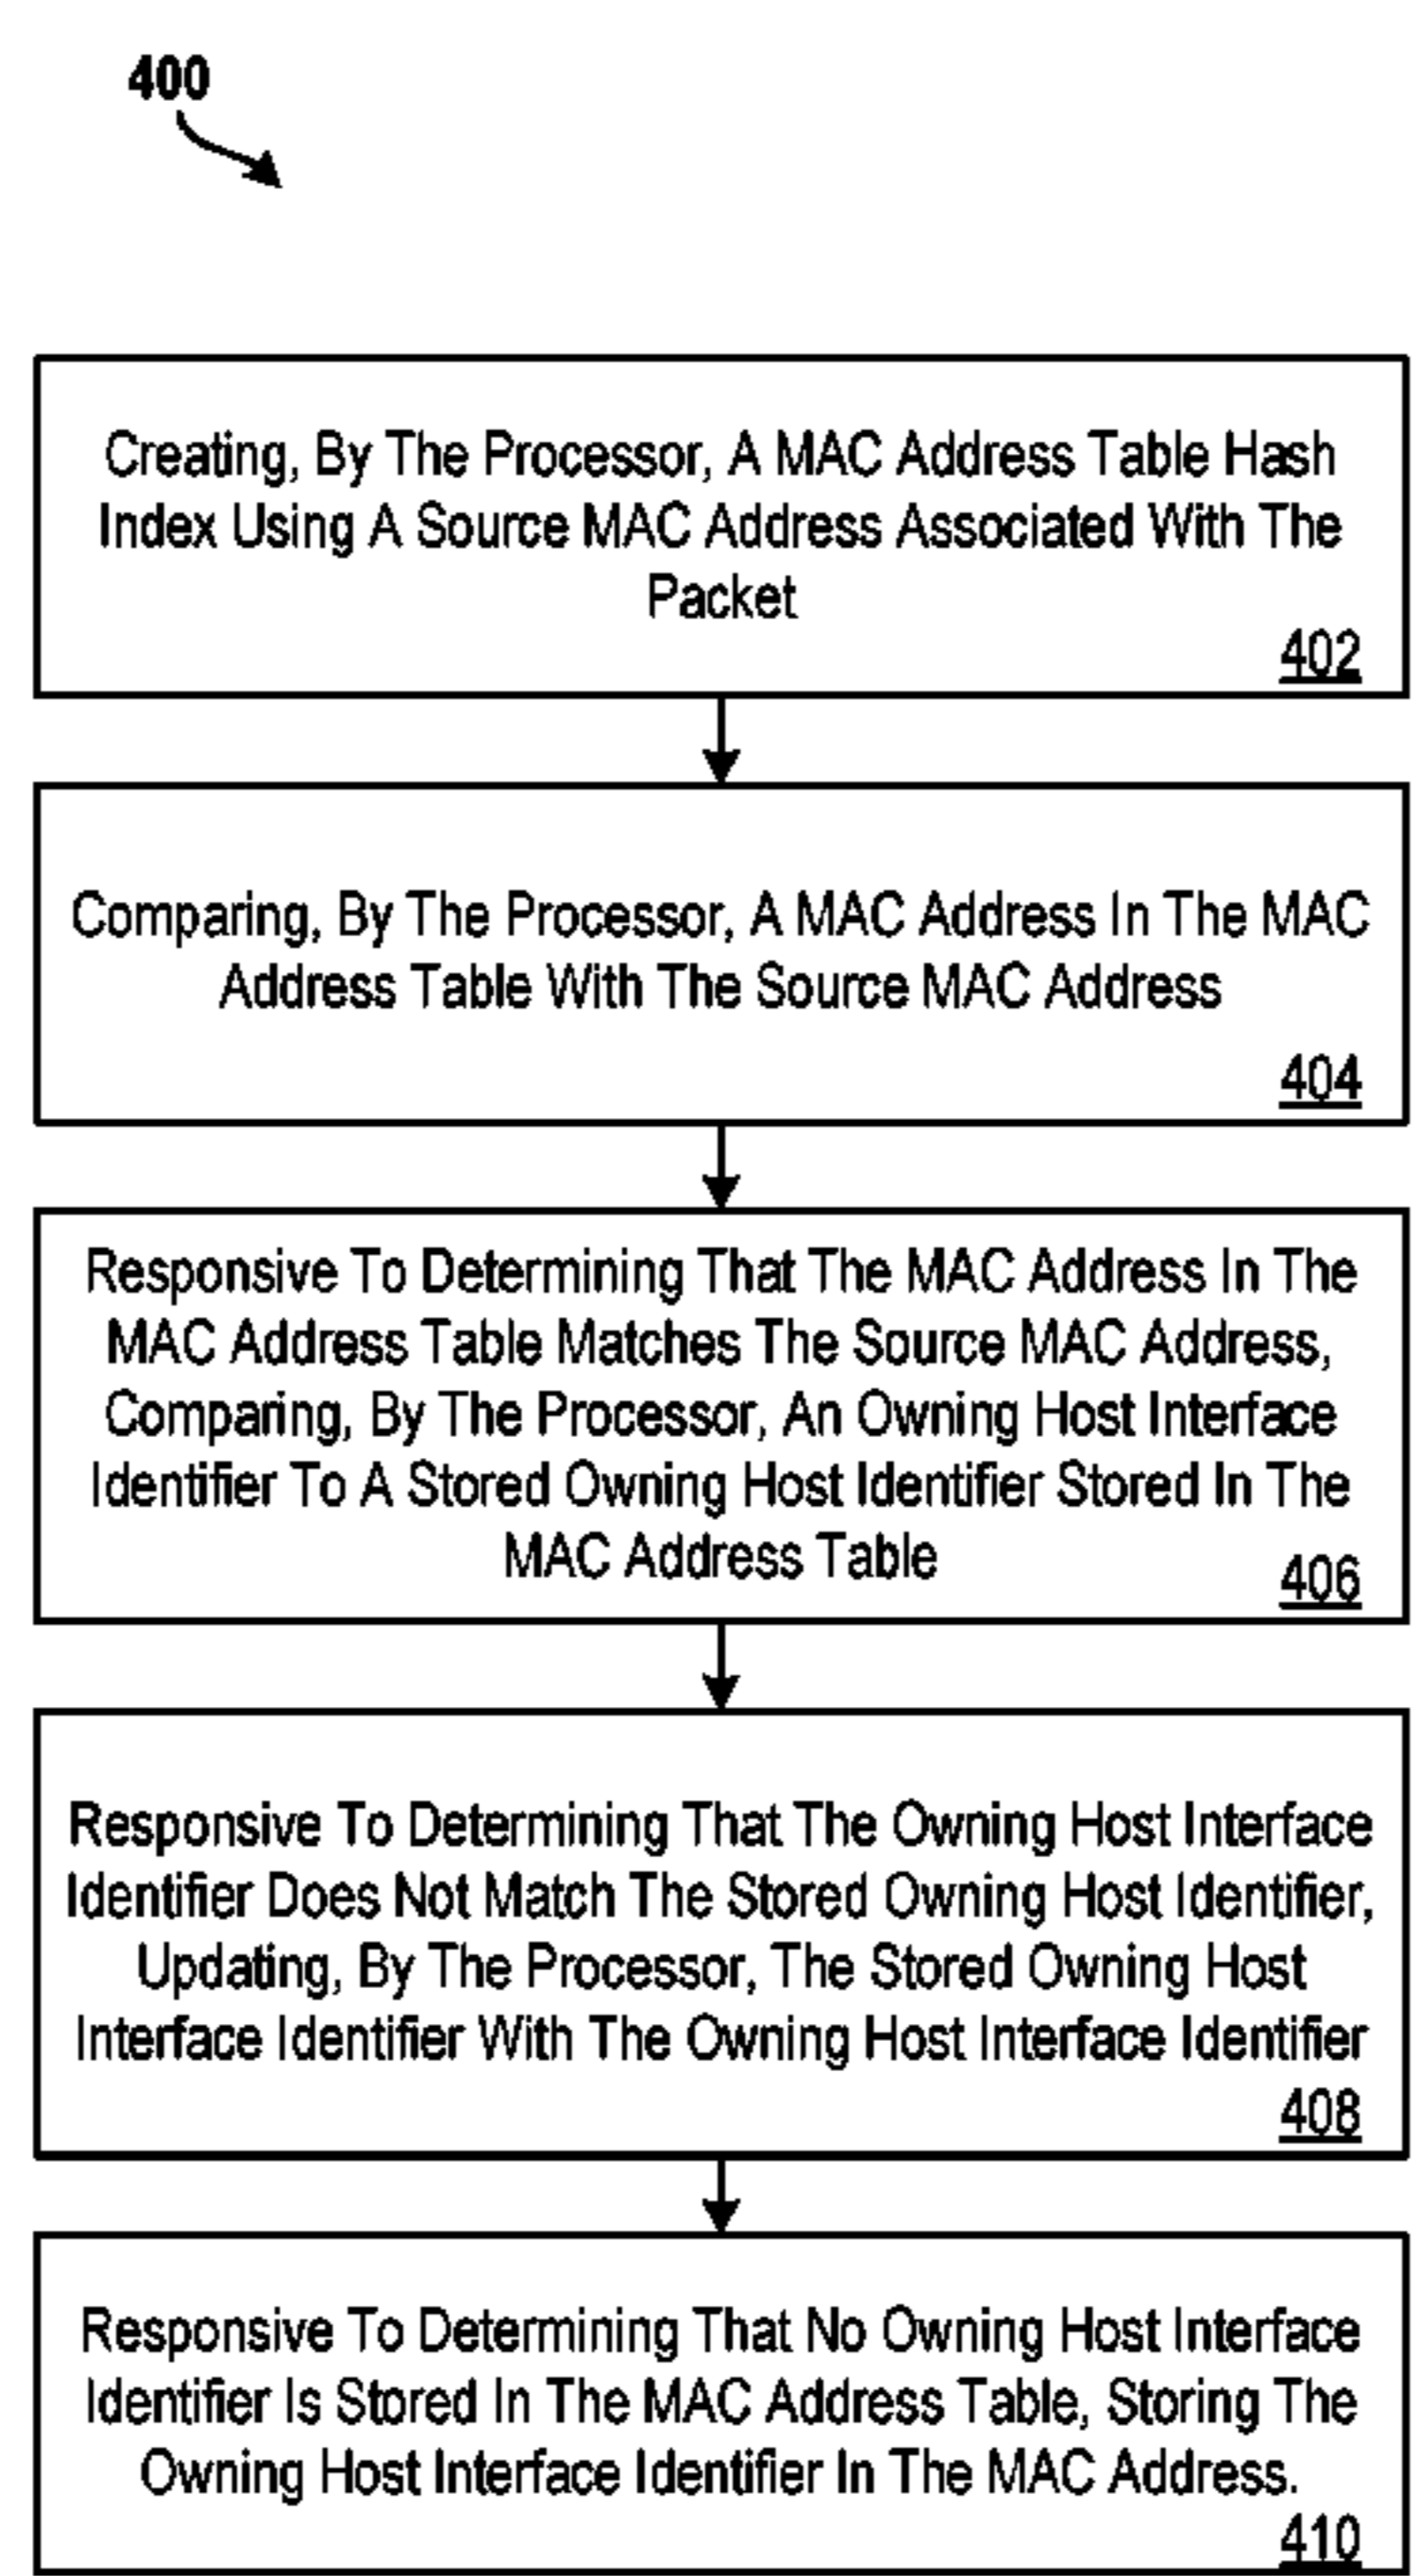 400
Creating, By The Processor, A MAC Address Table Hash
Index Using A Source MAC Address Associated With The
Packet
402
Comparing, By The Processor, A MAC Address In The MAC
Address Table With The Source MAC Address
404
Responsive To Determining That The MAC Address In The
MAC Address Table Matches The Source MAC Address,
Comparing, By The Processor, An Owning Host Interface
Identifier To A Stored Owning Host Identifier Stored In The
MAC Address Table
406
Responsive To Determining That The Owning Host Interface
Identifier Does Not Match The Stored Owning Host Identifier,
Updating, By The Processor, The Stored Owning Host
Interface Identifier With The Owning Host Interface Identifier
408
Responsive To Determining That No Owning Host Interface
Identifier Is Stored In The MAC Address Table, Storing The
Owning Host Interface Identifier In The MAC Address.
410